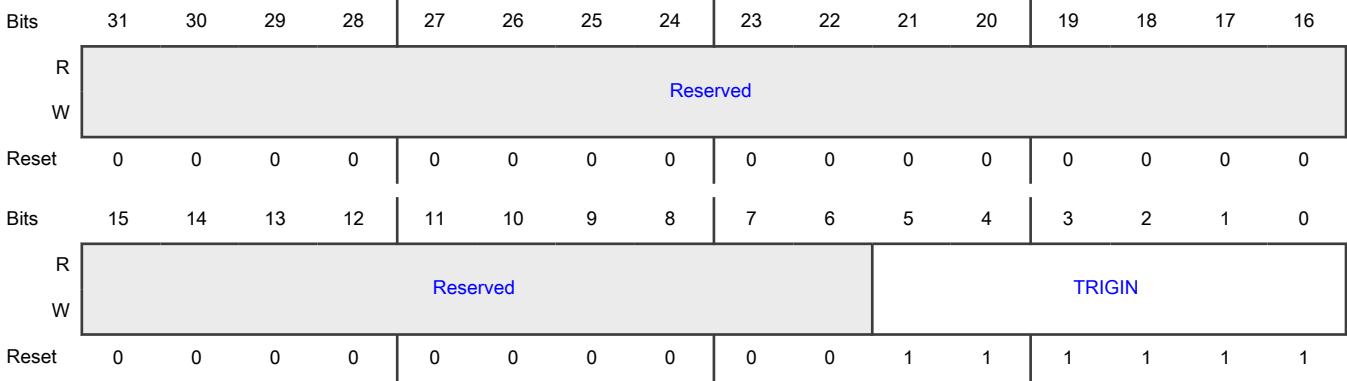 Bits 31 30 29 28 27 26 25 24 23 22 21 20 19 18 17 16
R
Reserved
W
Reset 0 0 0 0 0 0 0 0 0 0 0 0 0 0 0 0
Bits 15 14 13 12 11 10 9 8 7 6 5 4 3 2 1 0
R
Reserved TRIGIN
W
Reset 0 0 0 0 0 0 0 0 0 0 1 1 1 1 1 1